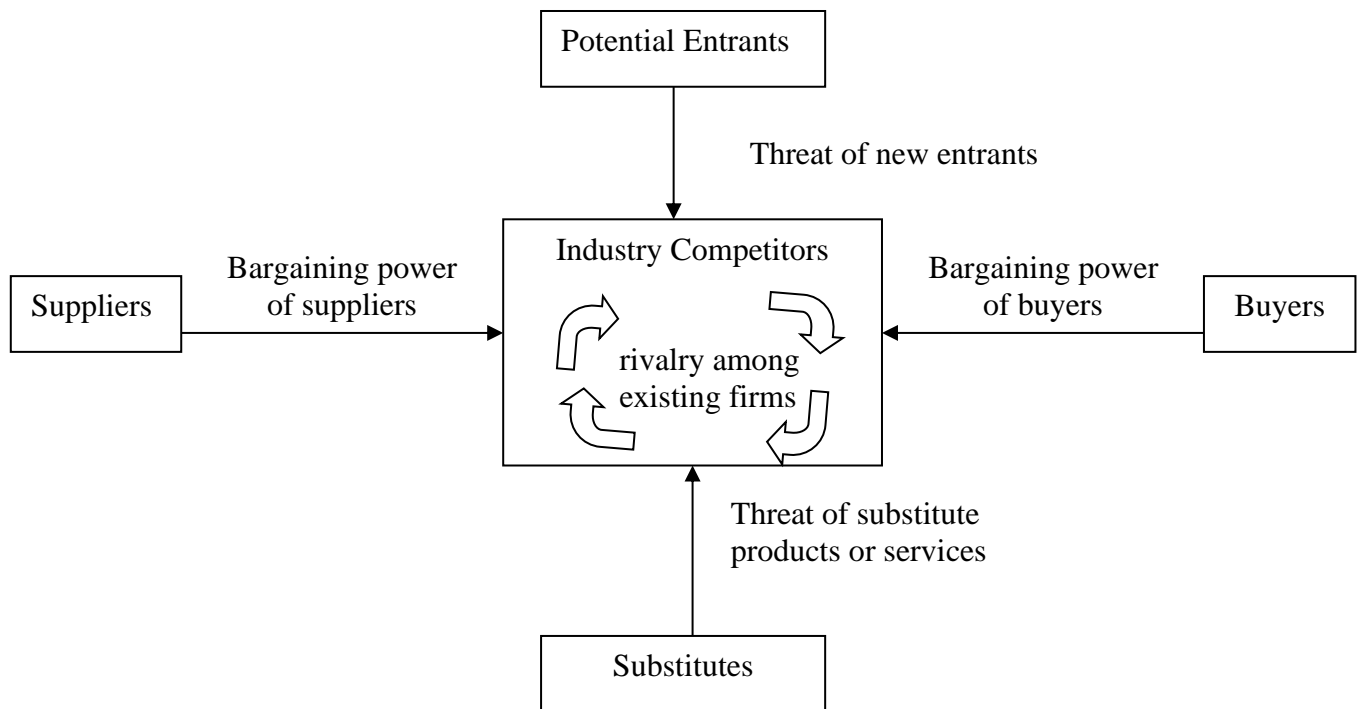 Potential Entrants
Threat of new entrants
Industry Competitors
Bargaining power
of suppliers
Bargaining power
of buyers
Suppliers
Buyers
rivalry among
existing firms
Threat of substitute
products or services
Substitutes